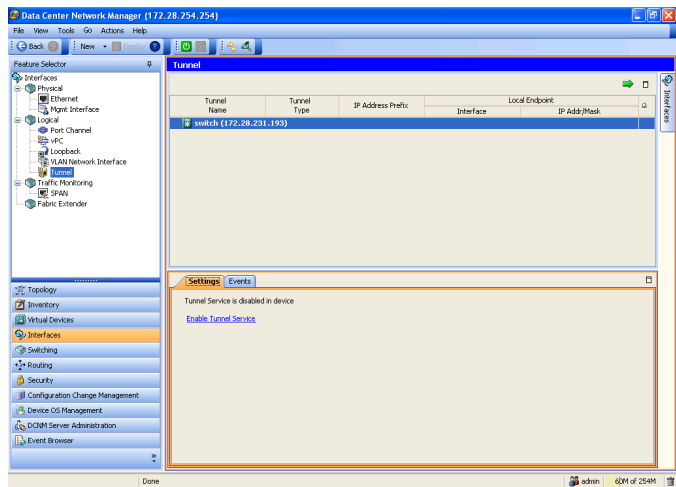 Data Center Network Manager (172.28.254.254)
File View Tools Go Actions Help
Back New Deploy
Feature Selector
Tunnel
Interfaces
Physical
Ethernet
Mgmt Interface
Logical
Port Channel
vPC
Loopback
VLAN Network Interface
Tunnel
Traffic Monitoring
SPAN
Fabric Extender
Tunnel Name
Tunnel Type
IP Address Prefix
Local Endpoint
Interface
IP Addr/Mask
switch (172.28.231.193)
Interfaces
Settings Events
Tunnel Service is disabled in device
Enable Tunnel Service
Topology
Inventory
Virtual Devices
Interfaces
Switching
Routing
Security
Configuration Change Management
Device OS Management
DCNM Server Administration
Event Browser
Done
admin
60M of 254M